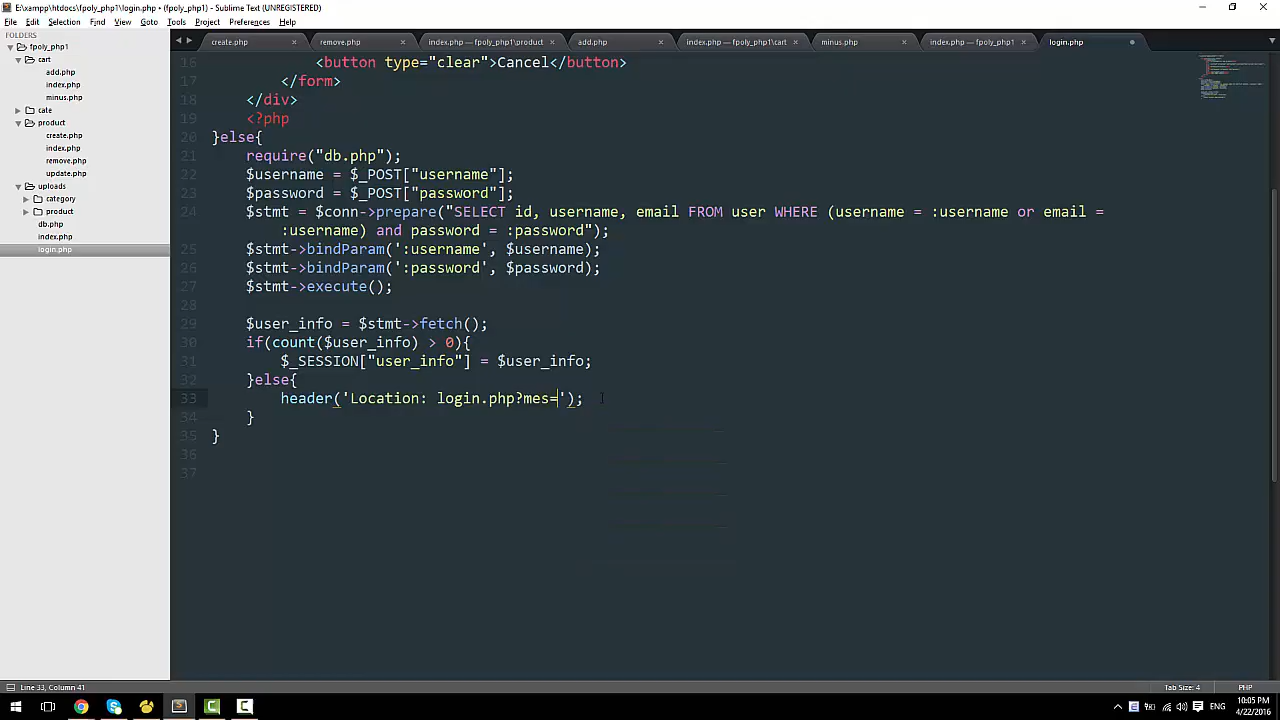 E:\xampp\htdocs\fpoly_php1\login.php • (fpoly_php1) - Sublime Text (UNREGISTERED)
File Edit Selection Find View Goto Tools Project Preferences Help
FOLDERS
fpoly_php1
cart
add.php
index.php
minus.php
cate
product
create.php
index.php
remove.php
update.php
uploads
category
product
db.php
index.php
login.php
create.php remove.php index.php — fpoly_php1\product add.php index.php — fpoly_php1\cart minus.php index.php — fpoly_php1 login.php
16 <button type="clear">Cancel</button>
17 </form>
18 </div>
19 <?php
20 }else{
21 require("db.php");
22 $username = $_POST["username"];
23 $password = $_POST["password"];
24 $stmt = $conn->prepare("SELECT id, username, email FROM user WHERE (username = :username or email =
:username) and password = :password");
25 $stmt->bindParam(':username', $username);
26 $stmt->bindParam(':password', $password);
27 $stmt->execute();
28
29 $user_info = $stmt->fetch();
30 if(count($user_info) > 0){
31 $_SESSION["user_info"] = $user_info;
32 }else{
33 header('Location: login.php?mes=');
34 }
35 }
36
37
Line 33, Column 41 Tab Size: 4 PHP
ENG
10:05 PM
4/22/2016